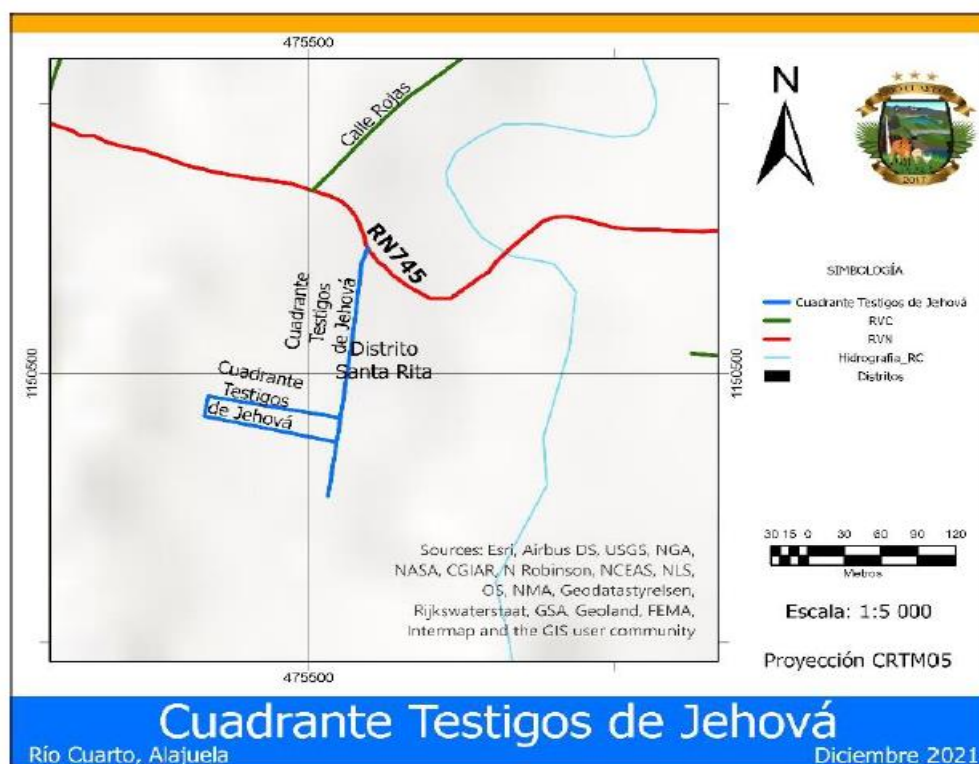 475500
Calle Rojas
RN745
Cuadrante
Testigos
de Jehová
Distrito
Santa Rita
Cuadrante
Testigos
de Jehová
1150500
1150500
Sources: Esri, Airbus DS, USGS, NGA,
NASA, CGIAR, N Robinson, NCEAS, NLS,
OS, NMA, Geodatastyrelsen,
Rijkswaterstaat, GSA, Geoland, FEMA,
Intermap and the GIS user community
475500
N
2017
SIMBOLOGÍA
Cuadrante Testigos de Jehová
RVC
RVN
Hidrografia_RC
Distritos
30 15 0 30 60 90 120
Metros
Escala: 1:5 000
Proyección CRTM05
Cuadrante Testigos de Jehová
Río Cuarto, Alajuela
Diciembre 2021